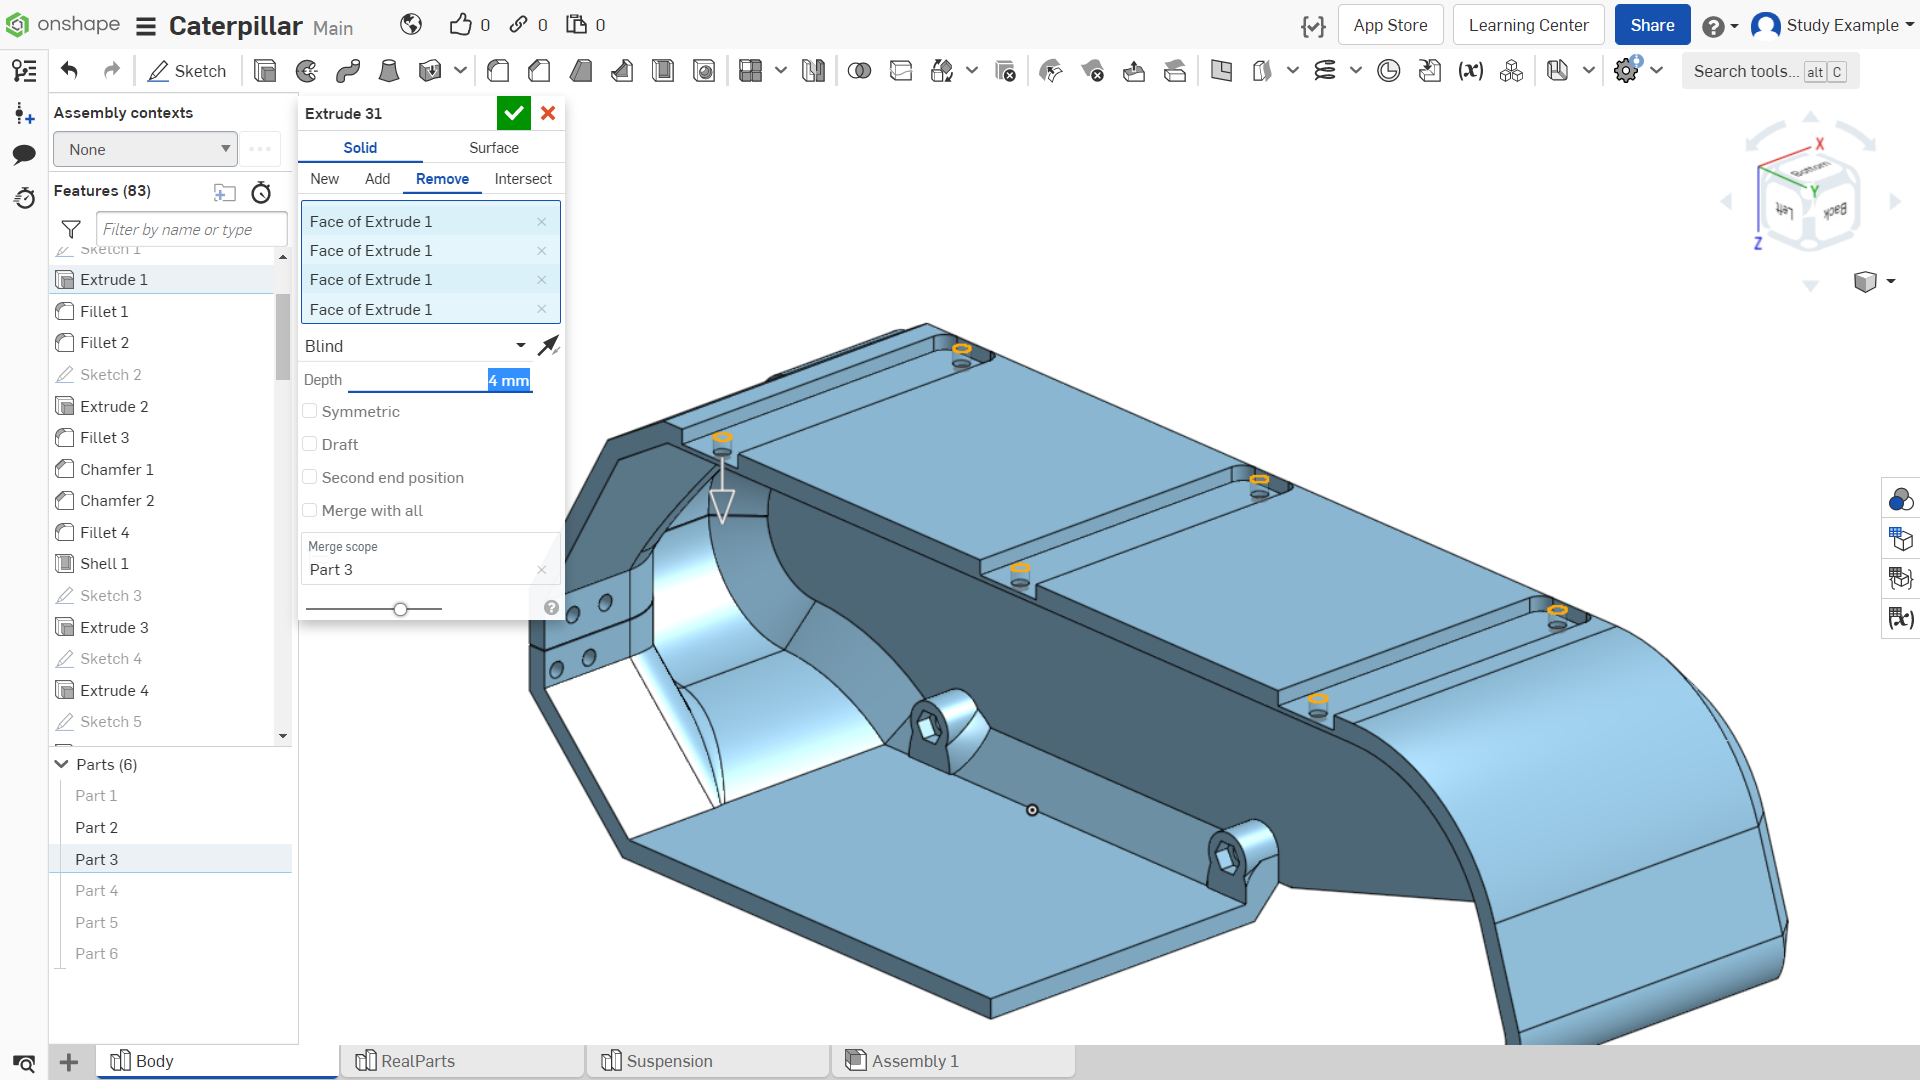 onshape
Caterpillar Main
0
0
0
App Store
Learning Center
Share
Study Example
Sketch
Search tools... alt C
Assembly contexts
None
Features (83)
Filter by name or type
Sketch 1
Extrude 1
Fillet 1
Fillet 2
Sketch 2
Extrude 2
Fillet 3
Chamfer 1
Chamfer 2
Fillet 4
Shell 1
Sketch 3
Extrude 3
Sketch 4
Extrude 4
Sketch 5
Parts (6)
Part 1
Part 2
Part 3
Part 4
Part 5
Part 6
Extrude 31
Solid Surface
New Add Remove Intersect
Face of Extrude 1
Face of Extrude 1
Face of Extrude 1
Face of Extrude 1
Blind
Depth 4 mm
Symmetric
Draft
Second end position
Merge with all
Merge scope
Part 3
X
Bottom
Y
Left
Back
Z
Body
RealParts
Suspension
Assembly 1